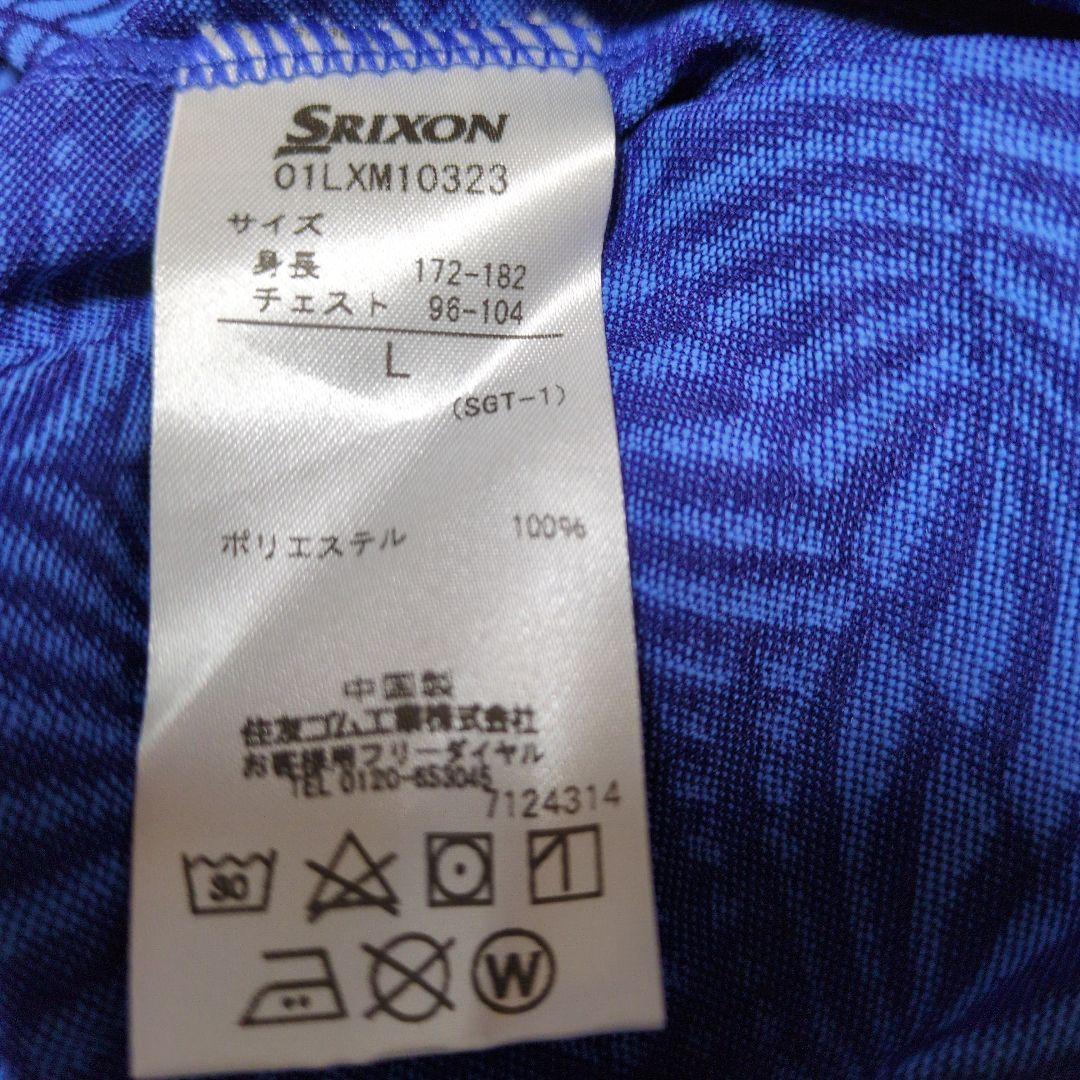 SRIXON
01LXM10323
サイズ
身長 172-182
チェスト 96-104
L
(SGT-1)
ポリエステル 100%
中国製
住友ゴム工業株式会社
お客様用フリーダイヤル
TEL 0120-653045
7124314
30
W